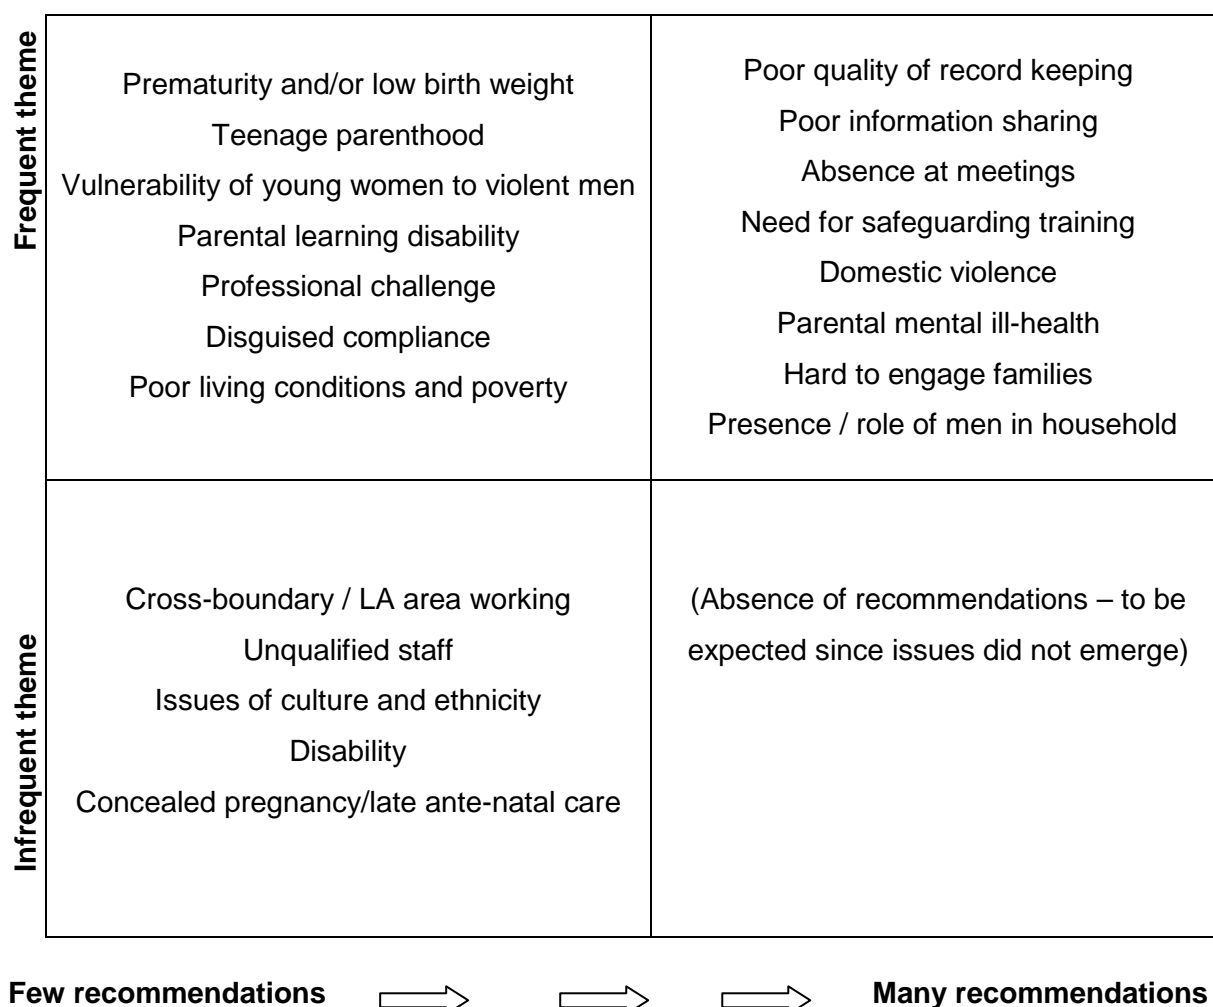 Frequent theme
Prematurity and/or low birth weight
Teenage parenthood
Vulnerability of young women to violent men
Parental learning disability
Professional challenge
Disguised compliance
Poor living conditions and poverty
Poor quality of record keeping
Poor information sharing
Absence at meetings
Need for safeguarding training
Domestic violence
Parental mental ill-health
Hard to engage families
Presence / role of men in household
Infrequent theme
Cross-boundary / LA area working
Unqualified staff
Issues of culture and ethnicity
Disability
Concealed pregnancy/late ante-natal care
(Absence of recommendations – to be
expected since issues did not emerge)
Few recommendations
Many recommendations